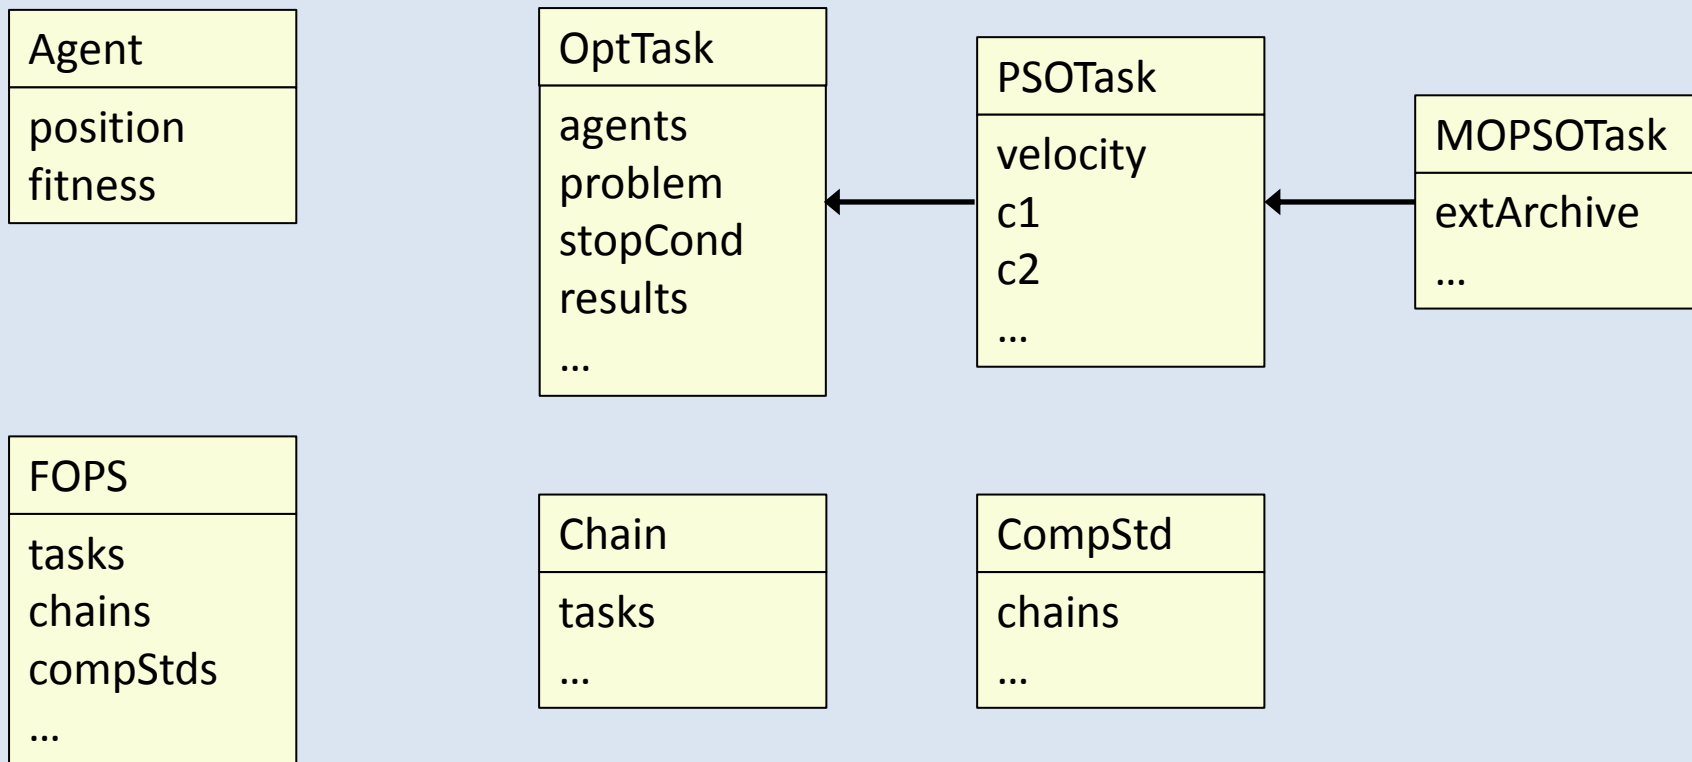 Agent
position
fitness
OptTask
agents
problem
stopCond
results
...
PSOTask
velocity
c1
c2
...
MOPSOTask
extArchive
...
FOPS
tasks
chains
compStds
...
Chain
tasks
...
CompStd
chains
...